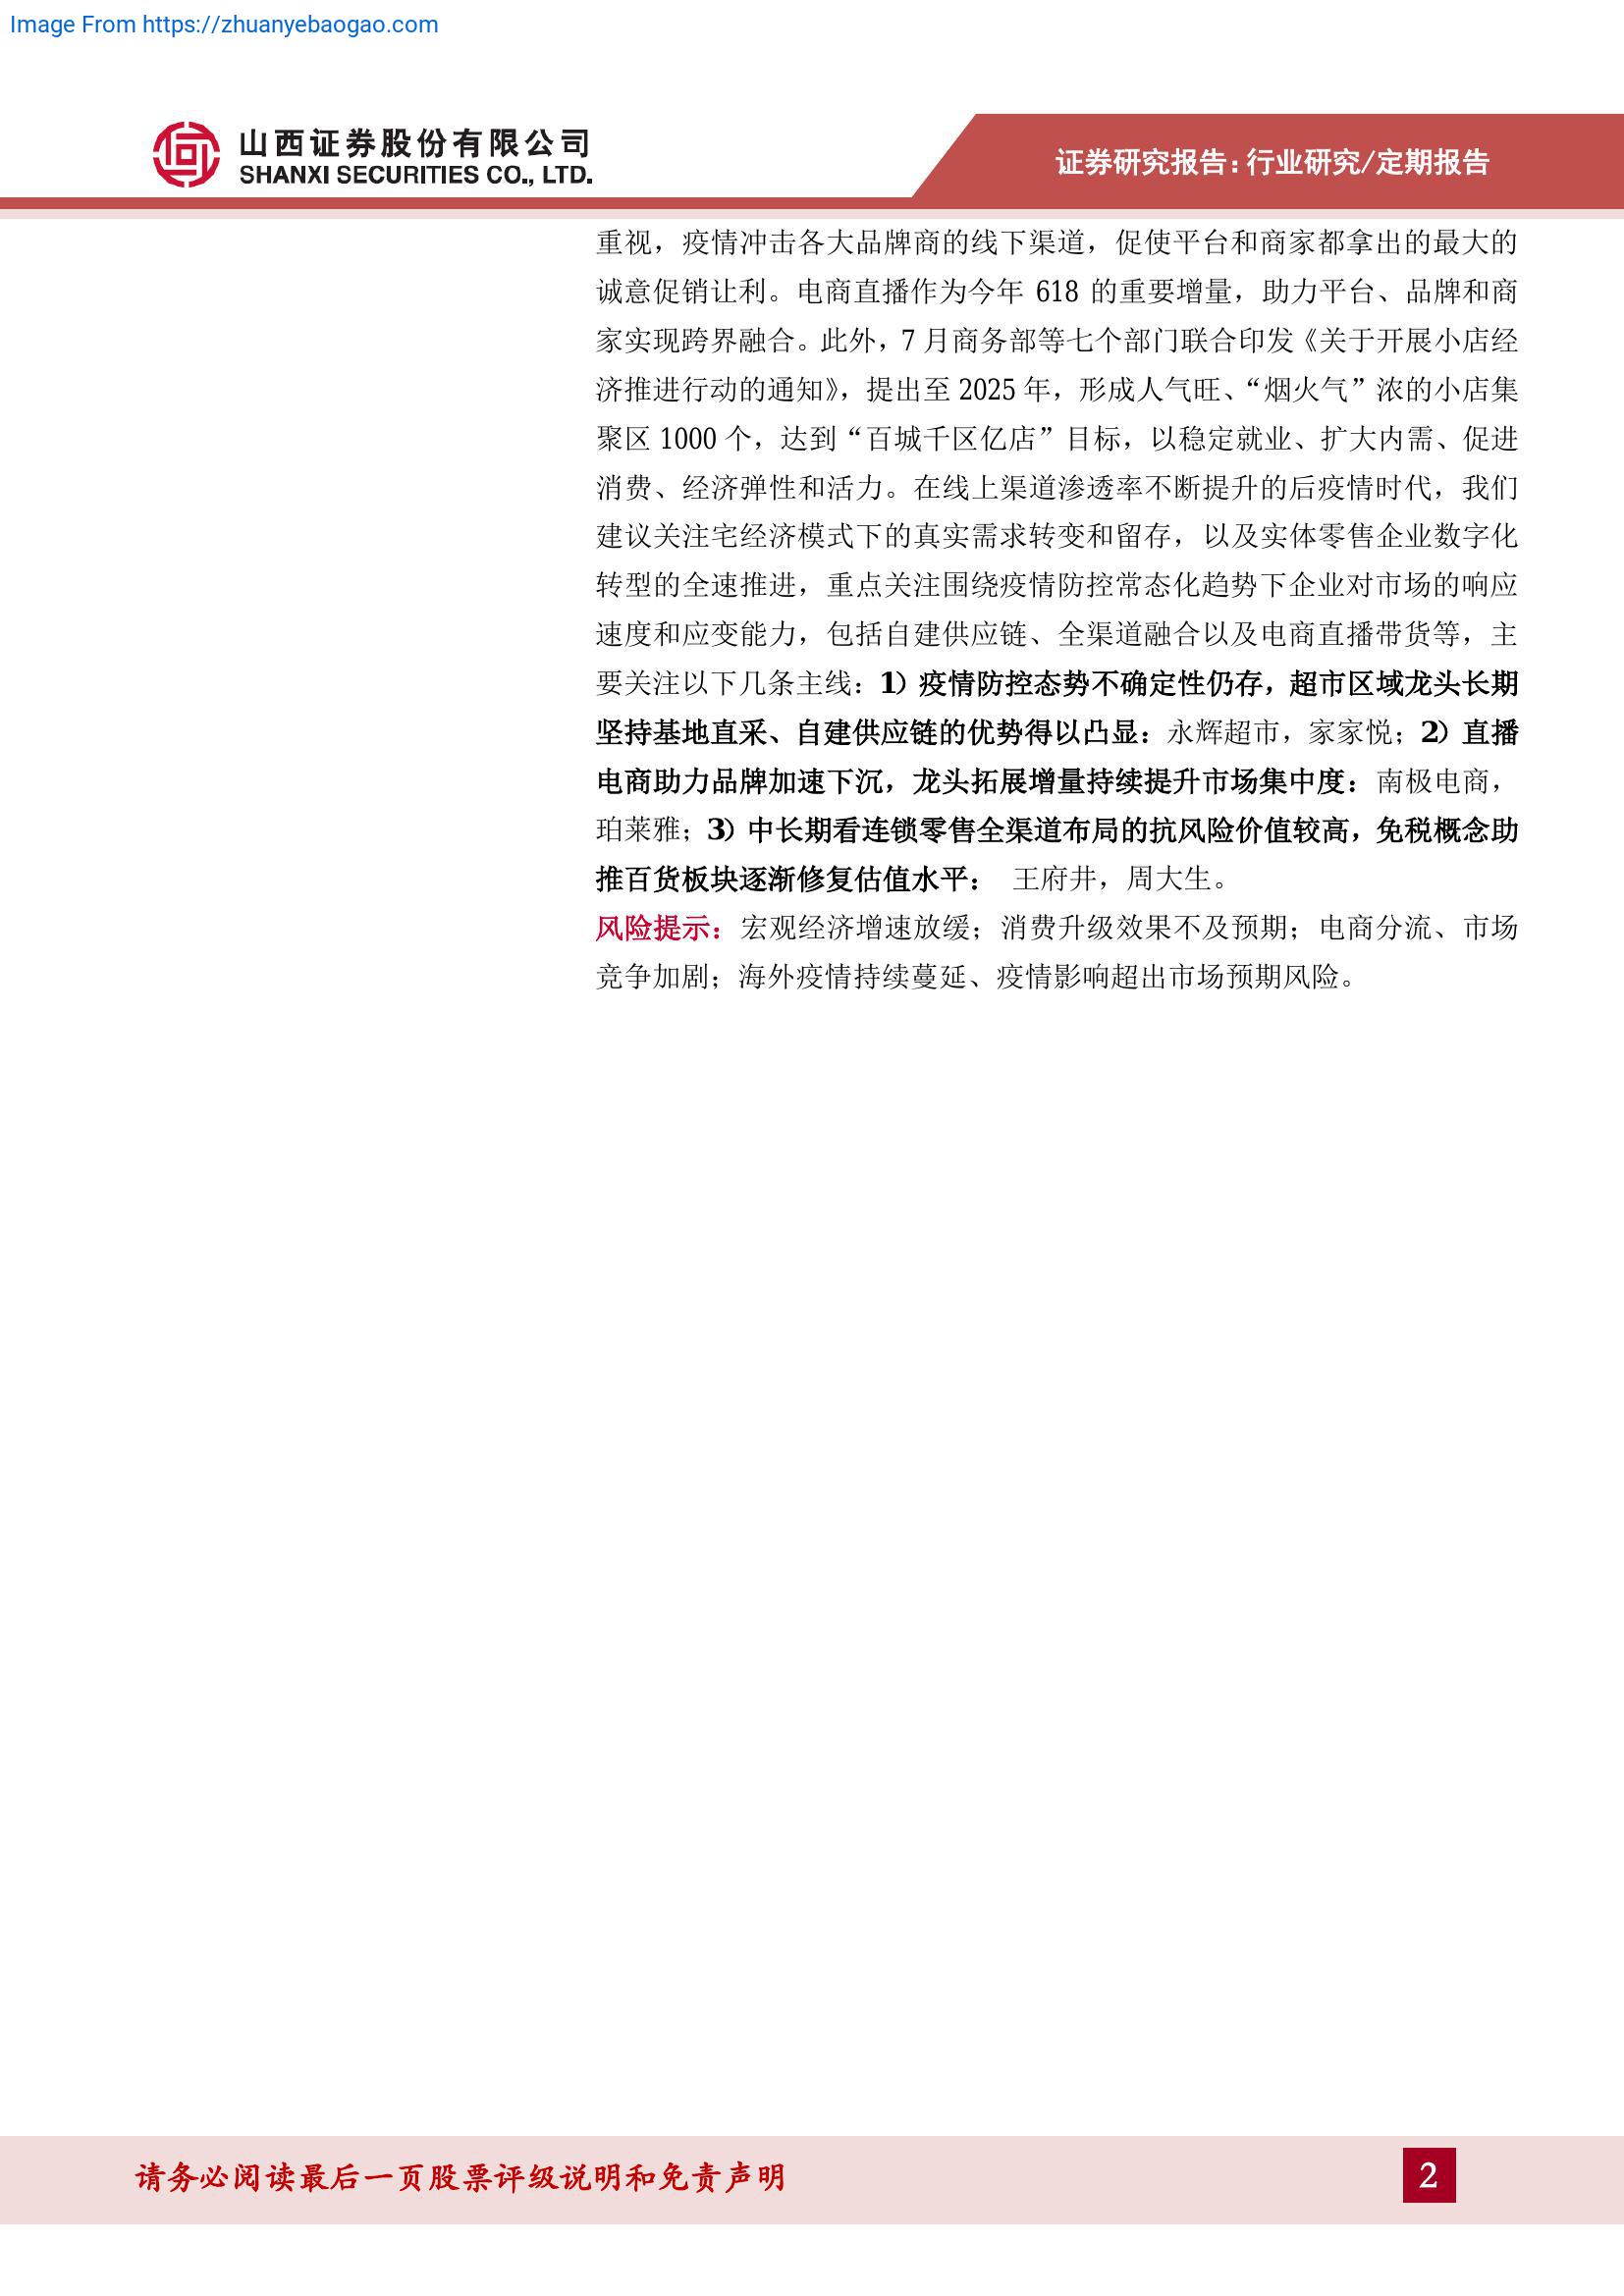 Image From https://zhuanyebaogao.com
山西证券股份有限公司
SHANXI SECURITIES CO., LTD.
证券研究报告：行业研究/定期报告
重视，疫情冲击各大品牌商的线下渠道，促使平台和商家都拿出的最大的
诚意促销让利。电商直播作为今年 618 的重要增量，助力平台、品牌和商
家实现跨界融合。此外，7 月商务部等七个部门联合印发《关于开展小店经
济推进行动的通知》，提出至 2025 年，形成人气旺、“烟火气”浓的小店集
聚区 1000 个，达到“百城千区亿店”目标，以稳定就业、扩大内需、促进
消费、经济弹性和活力。在线上渠道渗透率不断提升的后疫情时代，我们
建议关注宅经济模式下的真实需求转变和留存，以及实体零售企业数字化
转型的全速推进，重点关注围绕疫情防控常态化趋势下企业对市场的响应
速度和应变能力，包括自建供应链、全渠道融合以及电商直播带货等，主
要关注以下几条主线：1）疫情防控态势不确定性仍存，超市区域龙头长期
坚持基地直采、自建供应链的优势得以凸显：永辉超市，家家悦；2）直播
电商助力品牌加速下沉，龙头拓展增量持续提升市场集中度：南极电商，
珀莱雅；3）中长期看连锁零售全渠道布局的抗风险价值较高，免税概念助
推百货板块逐渐修复估值水平： 王府井，周大生。
风险提示：宏观经济增速放缓；消费升级效果不及预期；电商分流、市场
竞争加剧；海外疫情持续蔓延、疫情影响超出市场预期风险。
请务必阅读最后一页股票评级说明和免责声明
2